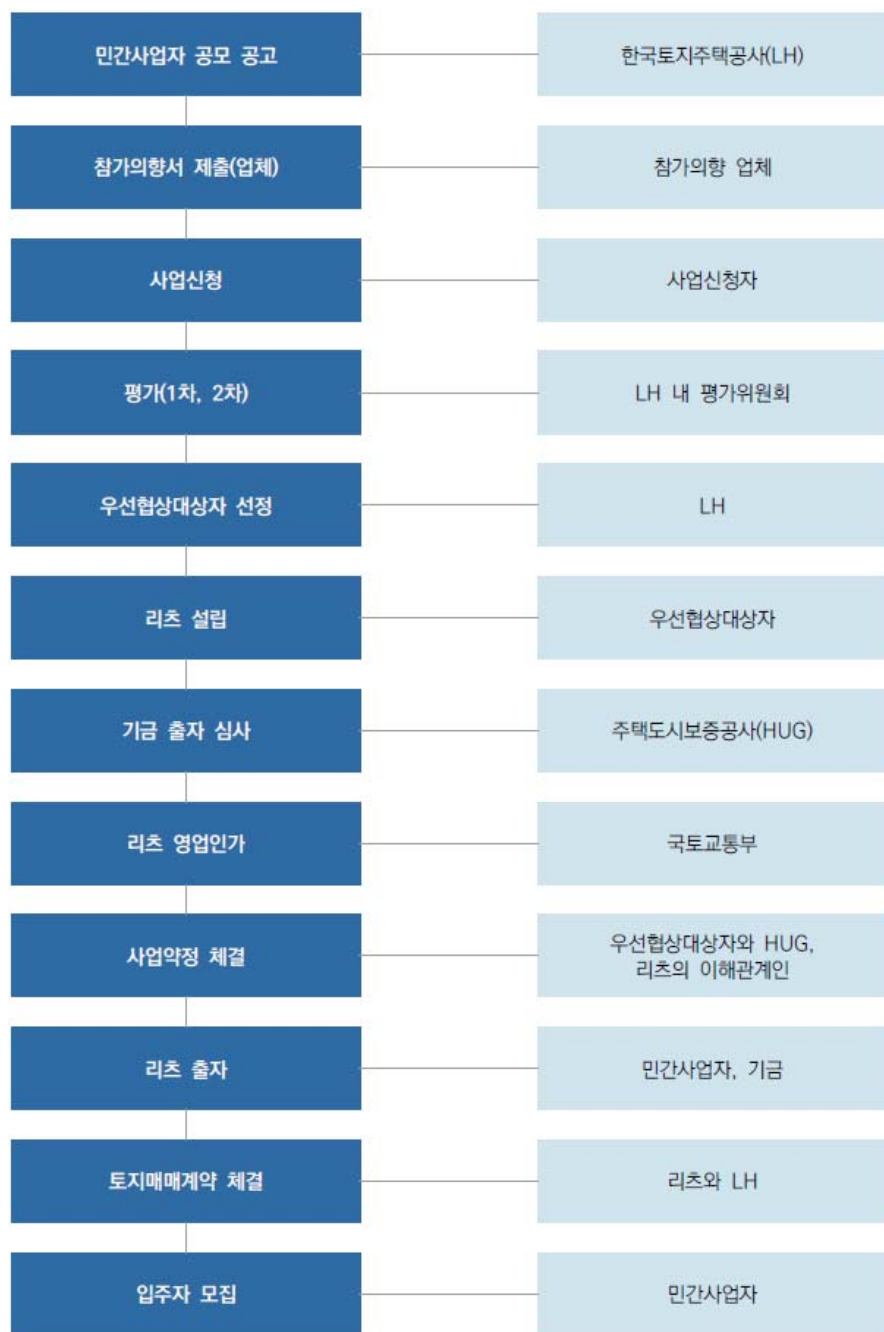 민간사업자 공모 공고
한국토지주택공사(LH)
참가의향서 제출(업체)
참가의향 업체
사업신청
사업신청자
평가(1차, 2차)
LH 내 평가위원회
우선협상대상자 선정
LH
리츠 설립
우선협상대상자
기금 출자 심사
주택도시보증공사(HUG)
리츠 영업인가
국토교통부
사업약정 체결
우선협상대상자와 HUG,
리츠의 이해관계인
리츠 출자
민간사업자, 기금
토지매매계약 체결
리츠와 LH
입주자 모집
민간사업자